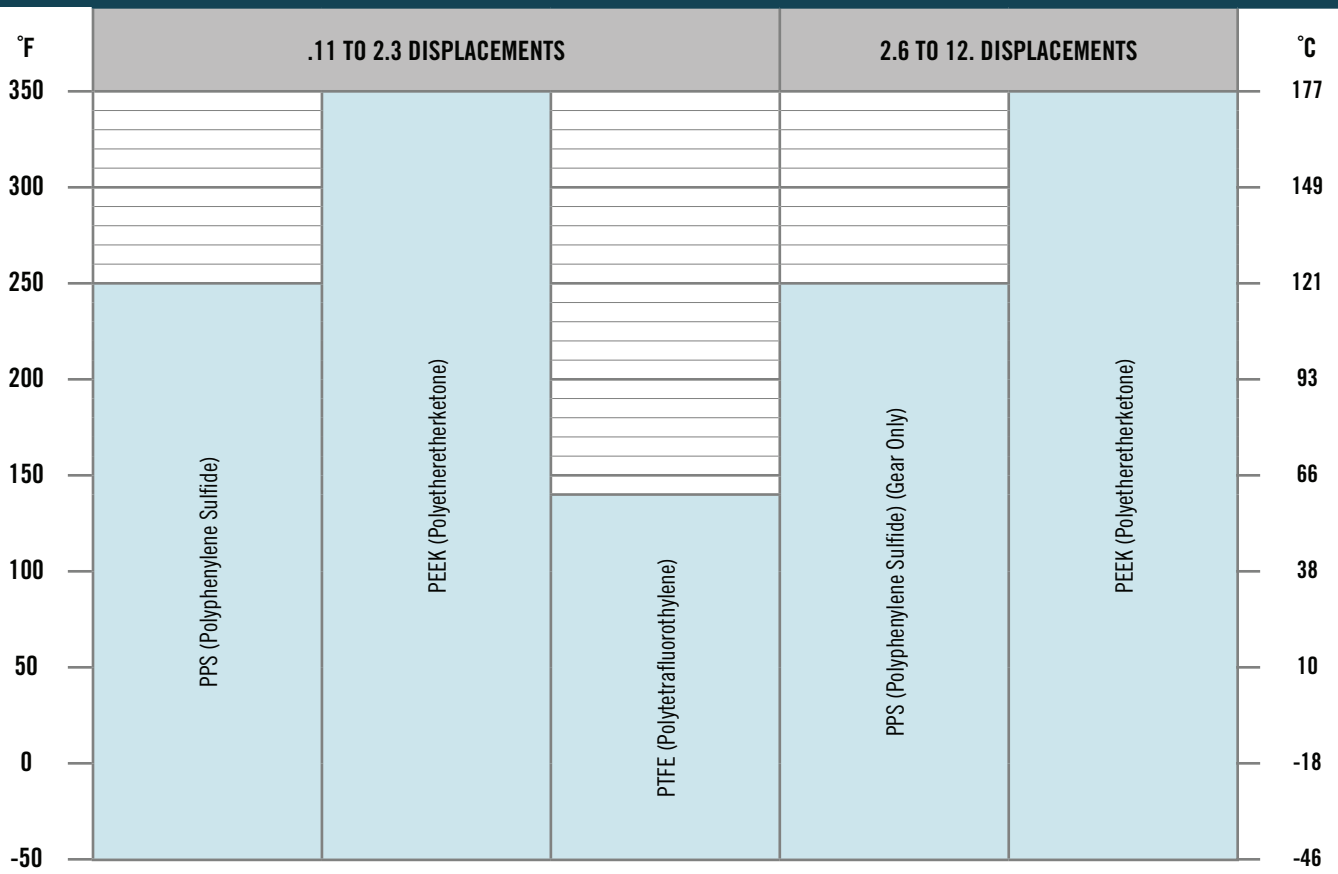 °F
.11 TO 2.3 DISPLACEMENTS
2.6 TO 12. DISPLACEMENTS
°C
350
177
300
149
250
121
200
93
150
66
100
38
50
10
0
-18
-50
-46
PPS (Polyphenylene Sulfide)
PEEK (Polyetheretherketone)
PTFE (Polytetrafluorothylene)
PPS (Polyphenylene Sulfide) (Gear Only)
PEEK (Polyetheretherketone)